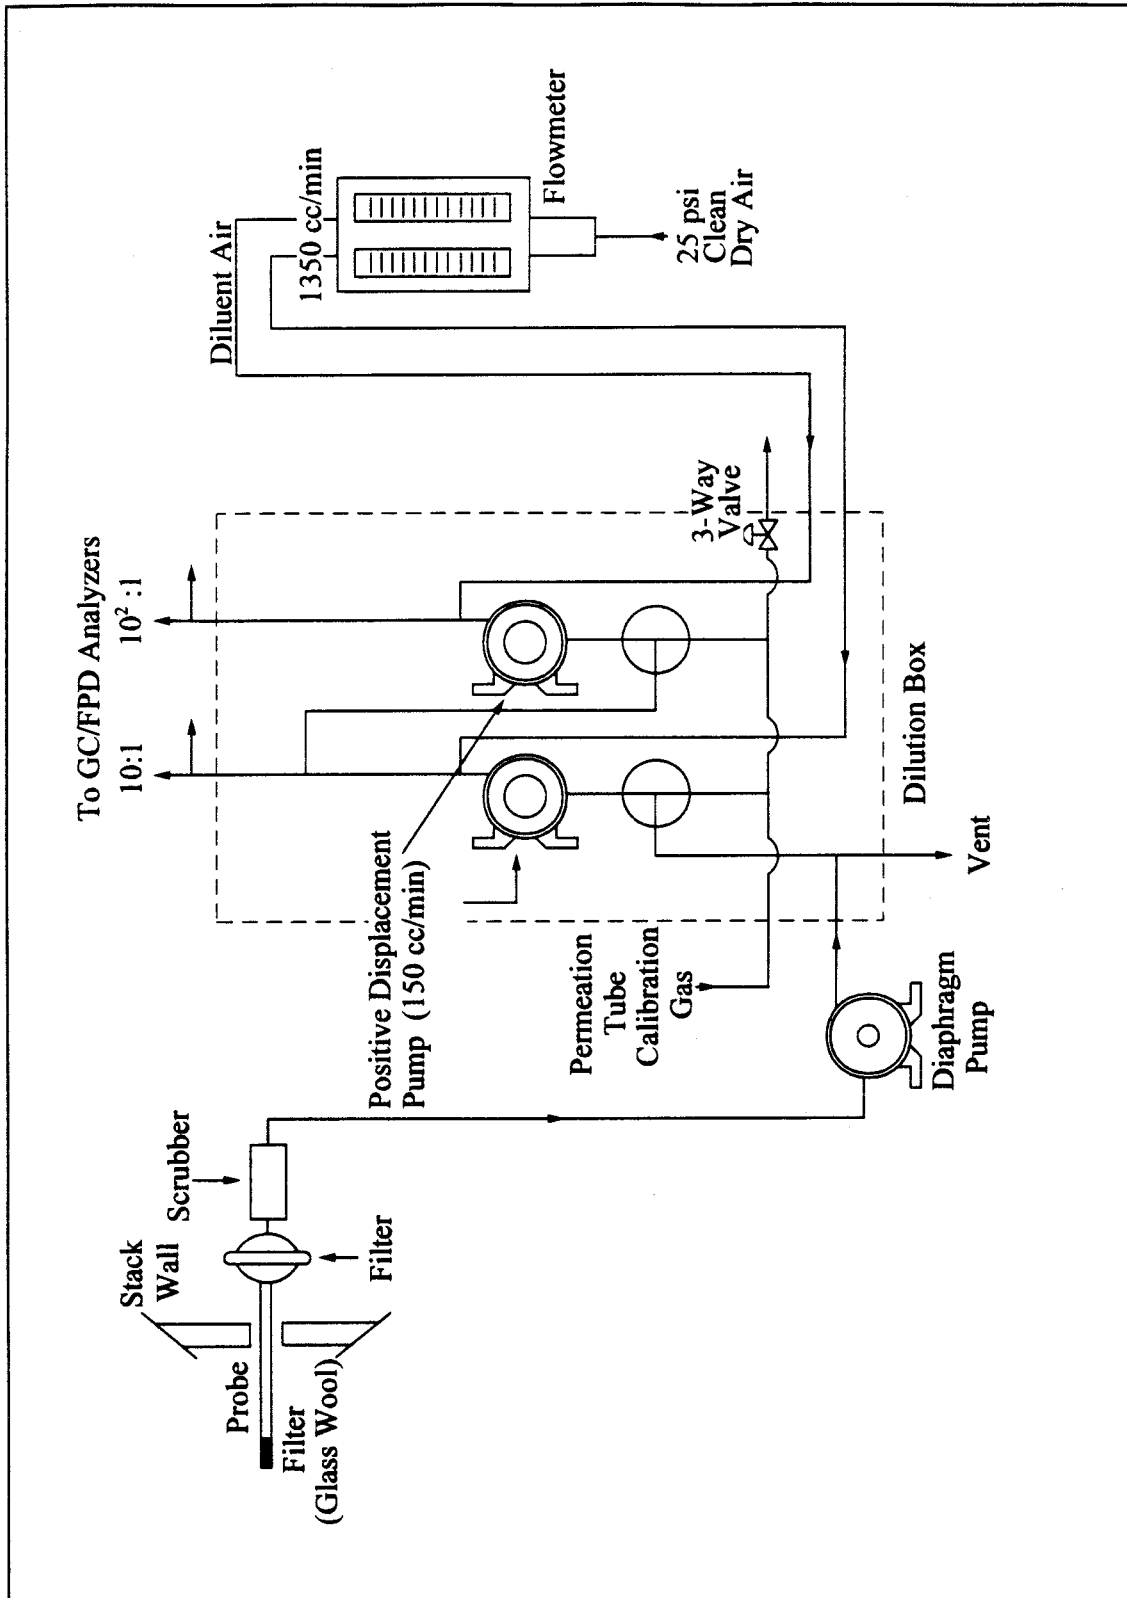 To GC/FPD Analyzers
10:1
10² :1
Diluent Air
1350 cc/min
Flowmeter
25 psi
Clean
Dry Air
3-Way
Valve
Dilution Box
Vent
Positive Displacement
Pump (150 cc/min)
Permeation
Tube
Calibration
Gas
Diaphragm
Pump
Stack
Wall
Scrubber
Filter
Probe
Filter
(Glass Wool)